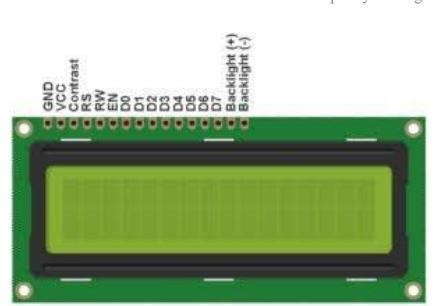 GND
VCC
Contrast
RS
RW
EN
D0
D1
D2
D3
D4
D5
D6
D7
Backlight (+)
Backlight (-)